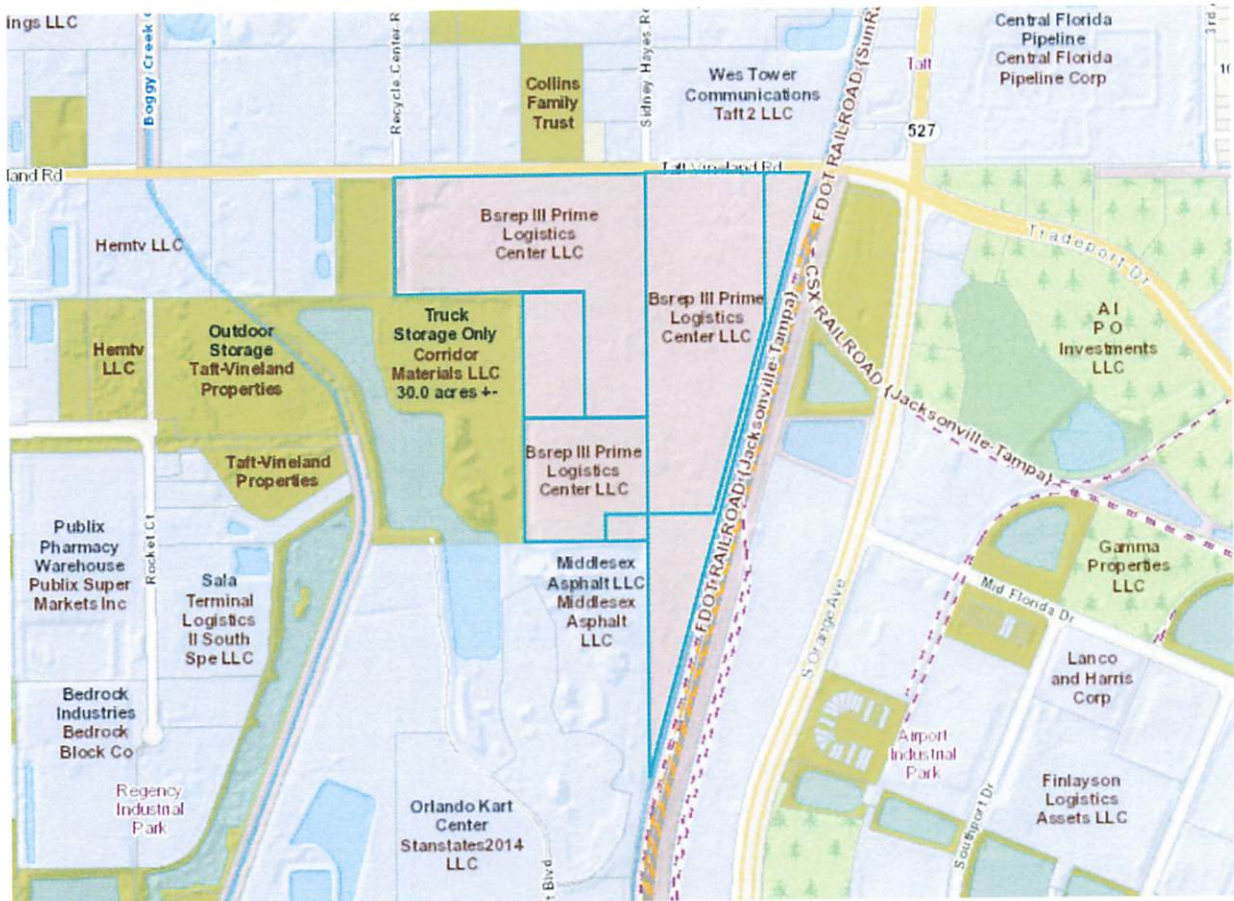 ings LLC
Boggy Creek
Recycle Center R
Collins
Family
Trust
Sidney Hayes Rd
Wes Tower
Communications
Taft 2 LLC
FDOT RAILROAD (SunRa
Taft
527
Central Florida
Pipeline
Central Florida
Pipeline Corp
3rd
10
land Rd
Taft-Vineland Rd
Tradeport Dr
Hemtv LLC
Bsrep III Prime
Logistics
Center LLC
Bsrep III Prime
Logistics
Center LLC
CSX RAILROAD (Jacksonville-Tampa)
A I
P O
Investments
LLC
Hemtv
LLC
Outdoor
Storage
Taft-Vineland
Properties
Truck
Storage Only
Corridor
Materials LLC
30.0 acres +-
FDOT RAILROAD (Jacksonville-Tampa)
Taft-Vineland
Properties
Bsrep III Prime
Logistics
Center LLC
Publix
Pharmacy
Warehouse
Publix Super
Markets Inc
Rocket Ct
Sala
Terminal
Logistics
II South
Spe LLC
Middlesex
Asphalt LLC
Middlesex
Asphalt
LLC
S Orange Ave
Mid Florida Dr
Gamma
Properties
LLC
Lanco
and Harris
Corp
Bedrock
Industries
Bedrock
Block Co
Regency
Industrial
Park
Orlando Kart
Center
Stanstates2014
LLC
t Blvd
Airport
Industrial
Park
Southport Dr
Finlayson
Logistics
Assets LLC